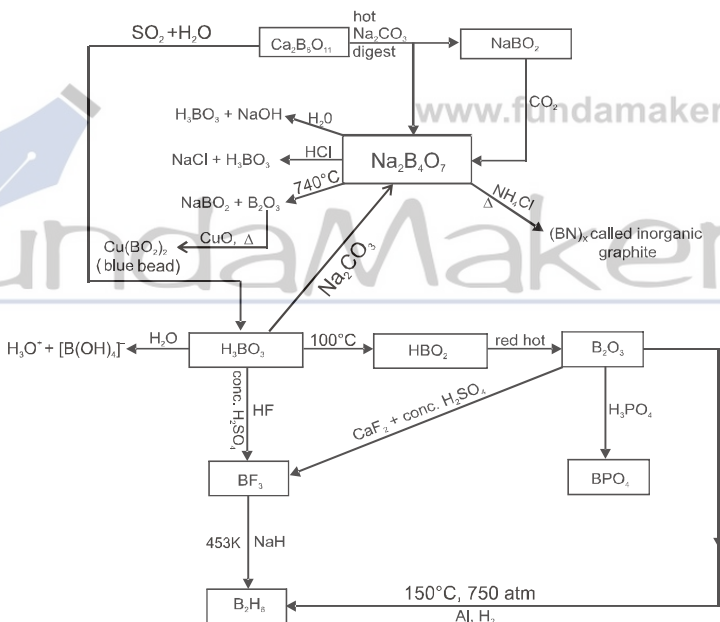 SO₂ +H₂O
Ca₂B₆O₁₁
hot
Na₂CO₃
digest
NaBO₂
www.fundamaker
CO₂
H₃BO₃ + NaOH
H₂0
NaCl + H₃BO₃
HCl
Na₂B₄O₇
740°C
NaBO₂ + B₂O₃
NH₄Cl
Δ
(BN)ₓ called inorganic
graphite
Cu(BO₂)₂
(blue bead)
CuO, Δ
undaMaker
Na₂CO₃
H₃O⁺ + [B(OH)₄]⁻
H₂O
H₃BO₃
100°C
HBO₂
red hot
B₂O₃
conc. H₂SO₄
HF
CaF₂ + conc. H₂SO₄
H₃PO₄
BF₃
BPO₄
453K
NaH
B₂H₆
150°C, 750 atm
Al, H₂